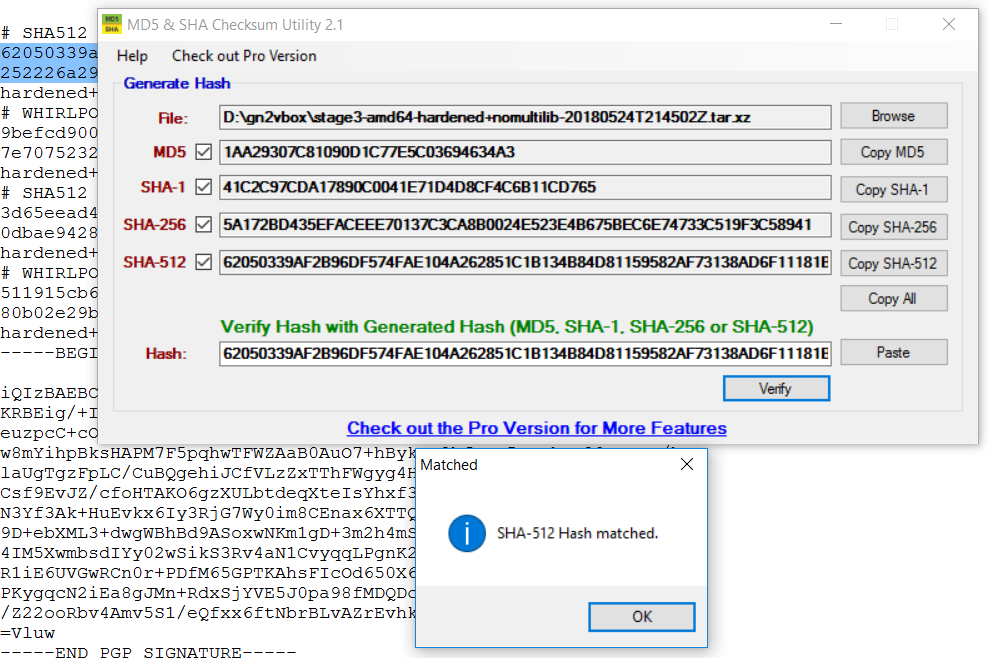 MD5 SHA MD5 & SHA Checksum Utility 2.1
Help Check out Pro Version
Generate Hash
File: D:\gn2vbox\stage3-amd64-hardened+nomultilib-20180524T214502Z.tar.xz Browse
MD5 1AA29307C81090D1C77E5C03694634A3 Copy MD5
SHA-1 41C2C97CDA17890C0041E71D4D8CF4C6B11CD765 Copy SHA-1
SHA-256 5A172BD435EFACEEE70137C3CA8B0024E523E4B675BEC6E74733C519F3C58941 Copy SHA-256
SHA-512 62050339AF2B96DF574FAE104A262851C1B134B84D81159582AF73138AD6F11181E Copy SHA-512
Copy All
Verify Hash with Generated Hash (MD5, SHA-1, SHA-256 or SHA-512)
Hash: 62050339AF2B96DF574FAE104A262851C1B134B84D81159582AF73138AD6F11181E Paste
Verify
Check out the Pro Version for More Features
# SHA512
62050339a
252226a29
hardened+
# WHIRLPO
9befcd900
7e7075232
hardened+
# SHA512
3d65eead4
0dbae9428
hardened+
# WHIRLPO
511915cb6
80b02e29b
hardened+
-----BEGI
iQIzBAEBC
KRBEig/+I
euzpcC+cO
w8mYihpBksHAPM7F5pqhwTFWZAaB0AuO7+hByk
laUgTgzFpLC/CuBQgehiJCfVLzZxTThFWgyg4H
Csf9EvJZ/cfoHTAKO6gzXULbtdeqXteIsYhxf3
N3Yf3Ak+HuEvkx6Iy3RjG7Wy0im8CEnax6XTTQ
9D+ebXML3+dwgWBhBd9ASoxwNKm1gD+3m2h4mS
4IM5XwmbsdIYy02wSikS3Rv4aN1CvyqqLPgnK2
R1iE6UVGwRCn0r+PDfM65GPTKAhsFIcOd650X6
PKygqcN2iEa8gJMn+RdxSjYVE5J0pa98fMDQDc
/Z22ooRbv4Amv5S1/eQfxx6ftNbrBLvAZrEvhk
=Vluw
-----END PGP SIGNATURE-----
Matched
SHA-512 Hash matched.
OK